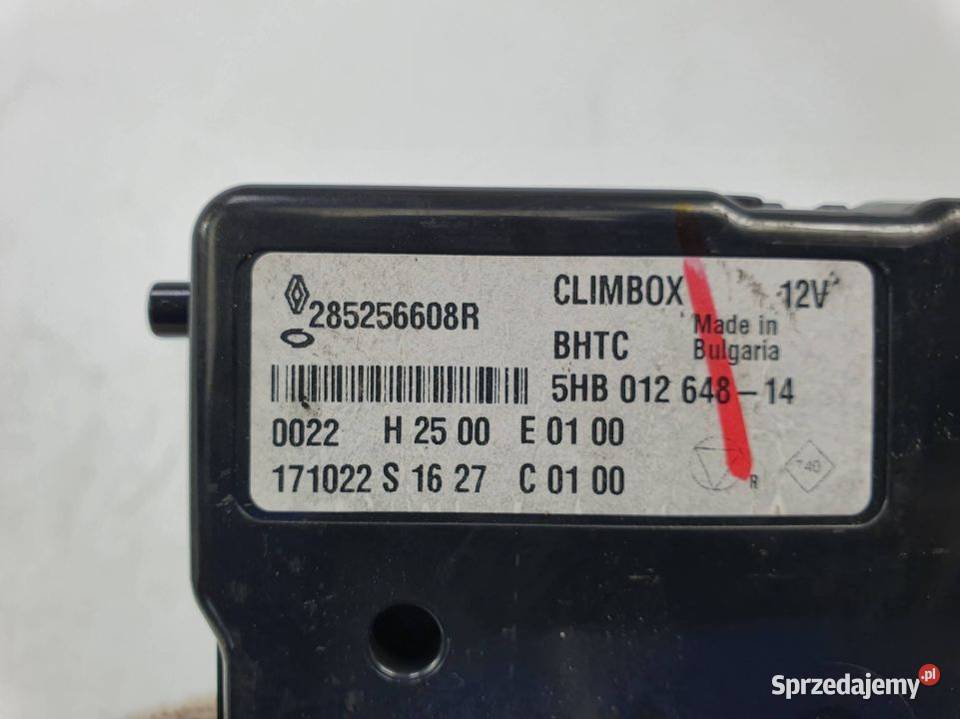 285256608R
CLIMBOX 12V
BHTC Made in
Bulgaria
5HB 012 648-14
0022 H 25 00 E 01 00
171022 S 16 27 C 01 00
R
740
Sprzedajemy.pl